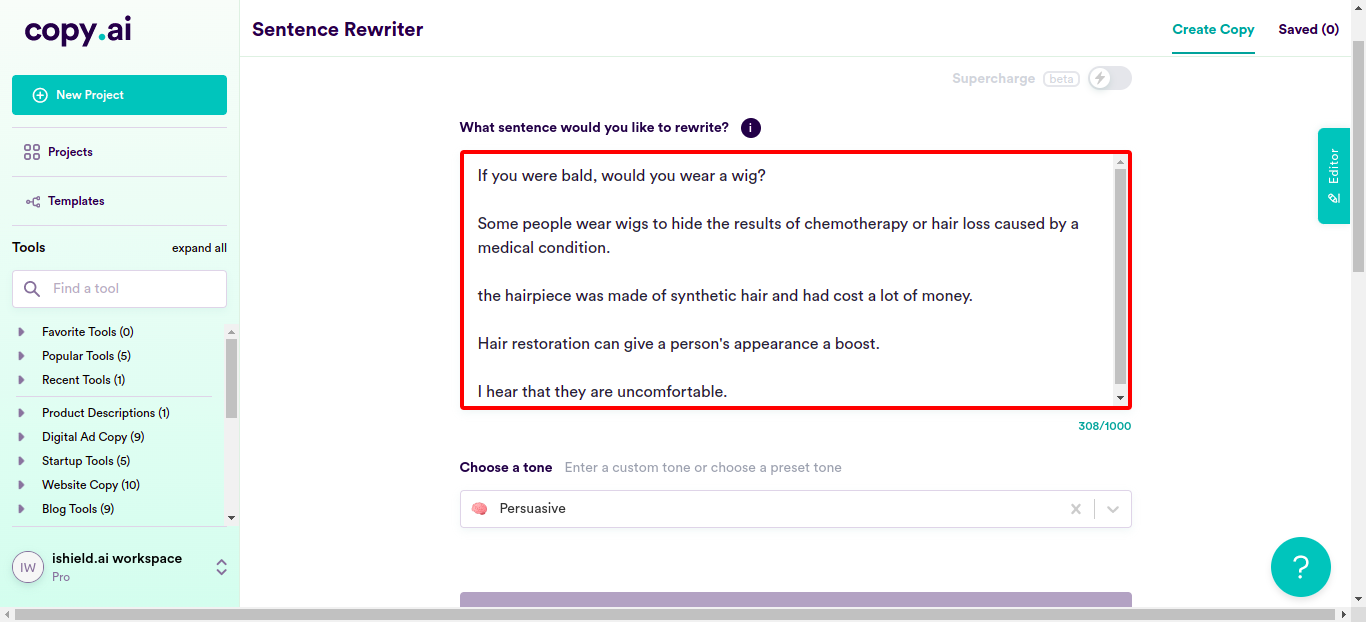 copy.ai
Sentence Rewriter
Create Copy
Saved (0)
New Project
Projects
Templates
Tools
expand all
Find a tool
Favorite Tools (0)
Popular Tools (5)
Recent Tools (1)
Product Descriptions (1)
Digital Ad Copy (9)
Startup Tools (5)
Website Copy (10)
Blog Tools (9)
IW
ishield.ai workspace
Pro
Supercharge beta
What sentence would you like to rewrite? i
If you were bald, would you wear a wig?
Some people wear wigs to hide the results of chemotherapy or hair loss caused by a
medical condition.
the hairpiece was made of synthetic hair and had cost a lot of money.
Hair restoration can give a person's appearance a boost.
I hear that they are uncomfortable.
308/1000
Choose a tone Enter a custom tone or choose a preset tone
Persuasive
Editor
?